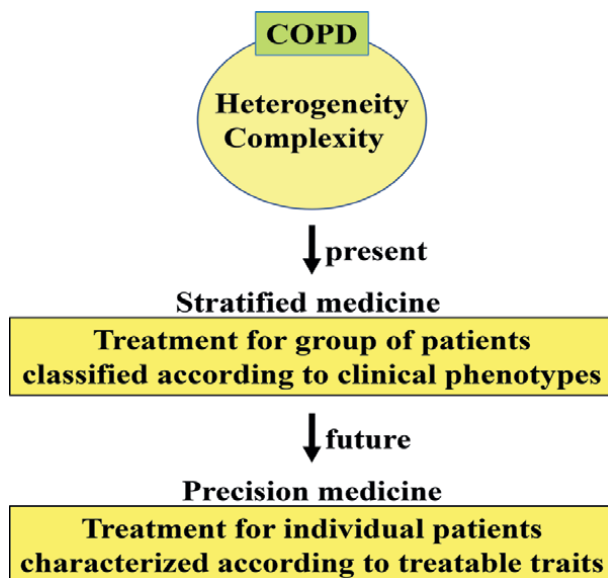 COPD
Heterogeneity
Complexity
present
Stratified medicine
Treatment for group of patients
classified according to clinical phenotypes
future
Precision medicine
Treatment for individual patients
characterized according to treatable traits